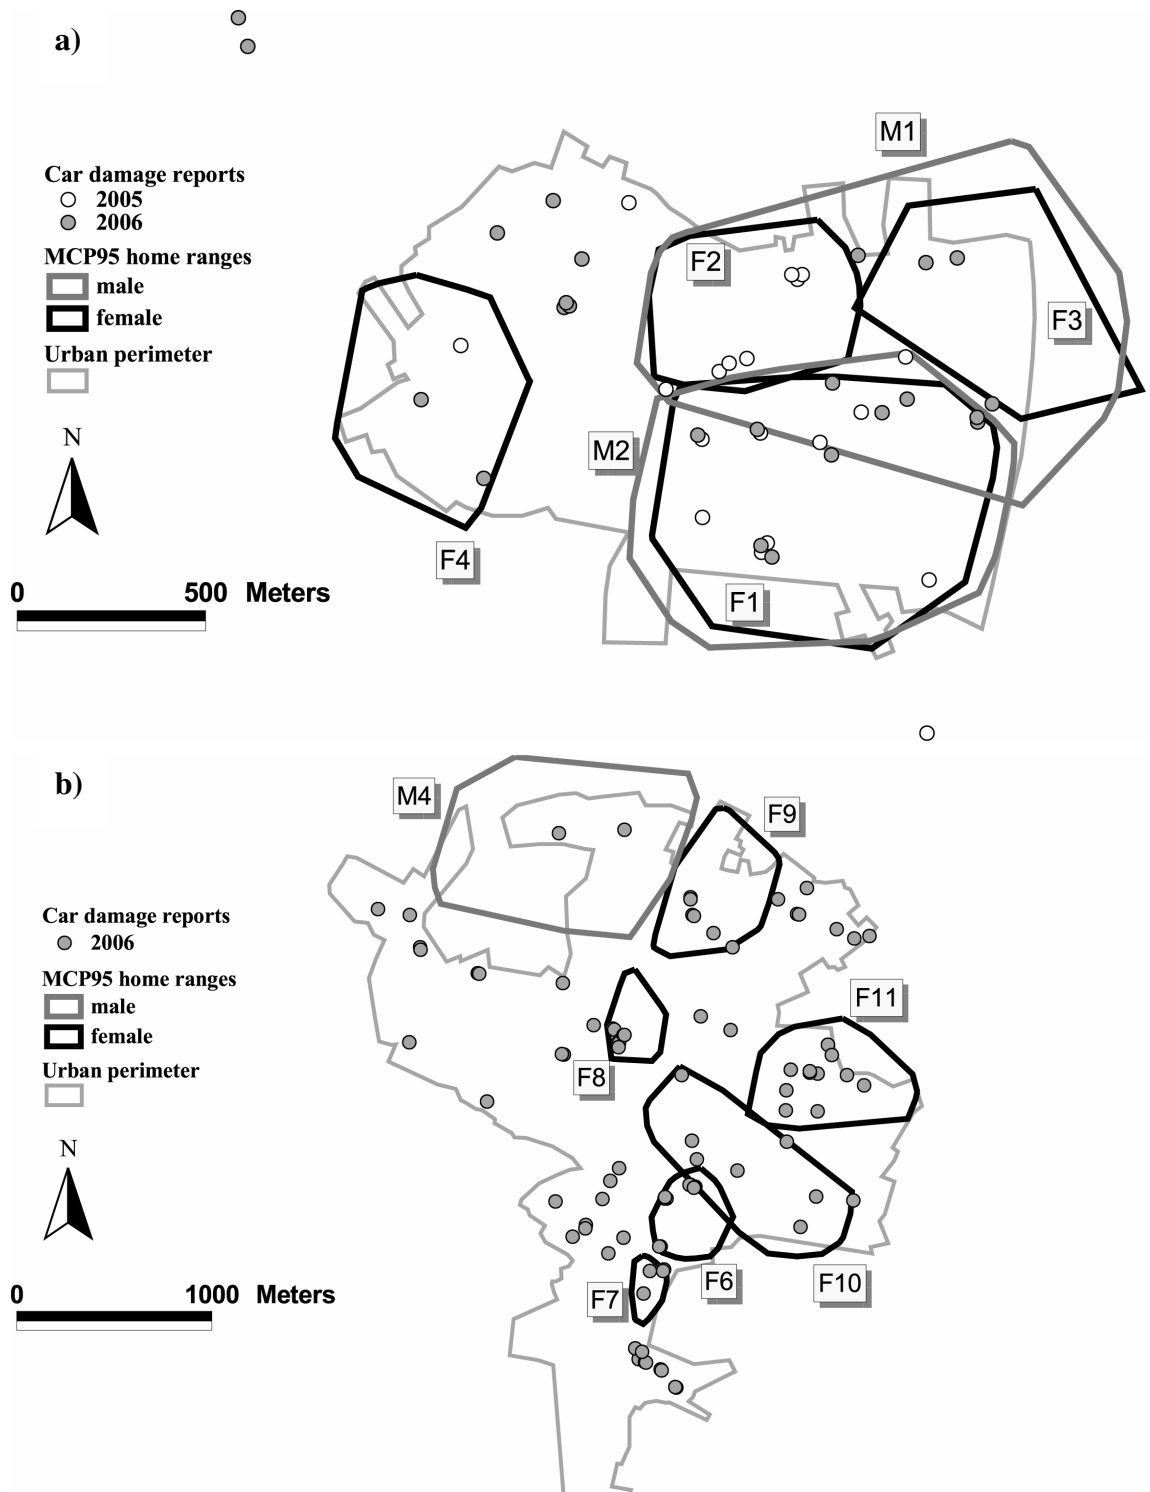 a)
M1
Car damage reports
2005
2006
MCP95 home ranges
male
female
Urban perimeter
F2
F3
N
M2
F4
0 500 Meters
F1
b)
M4
F9
Car damage reports
2006
MCP95 home ranges
male
female
Urban perimeter
F11
F8
N
0 1000 Meters
F7
F6
F10